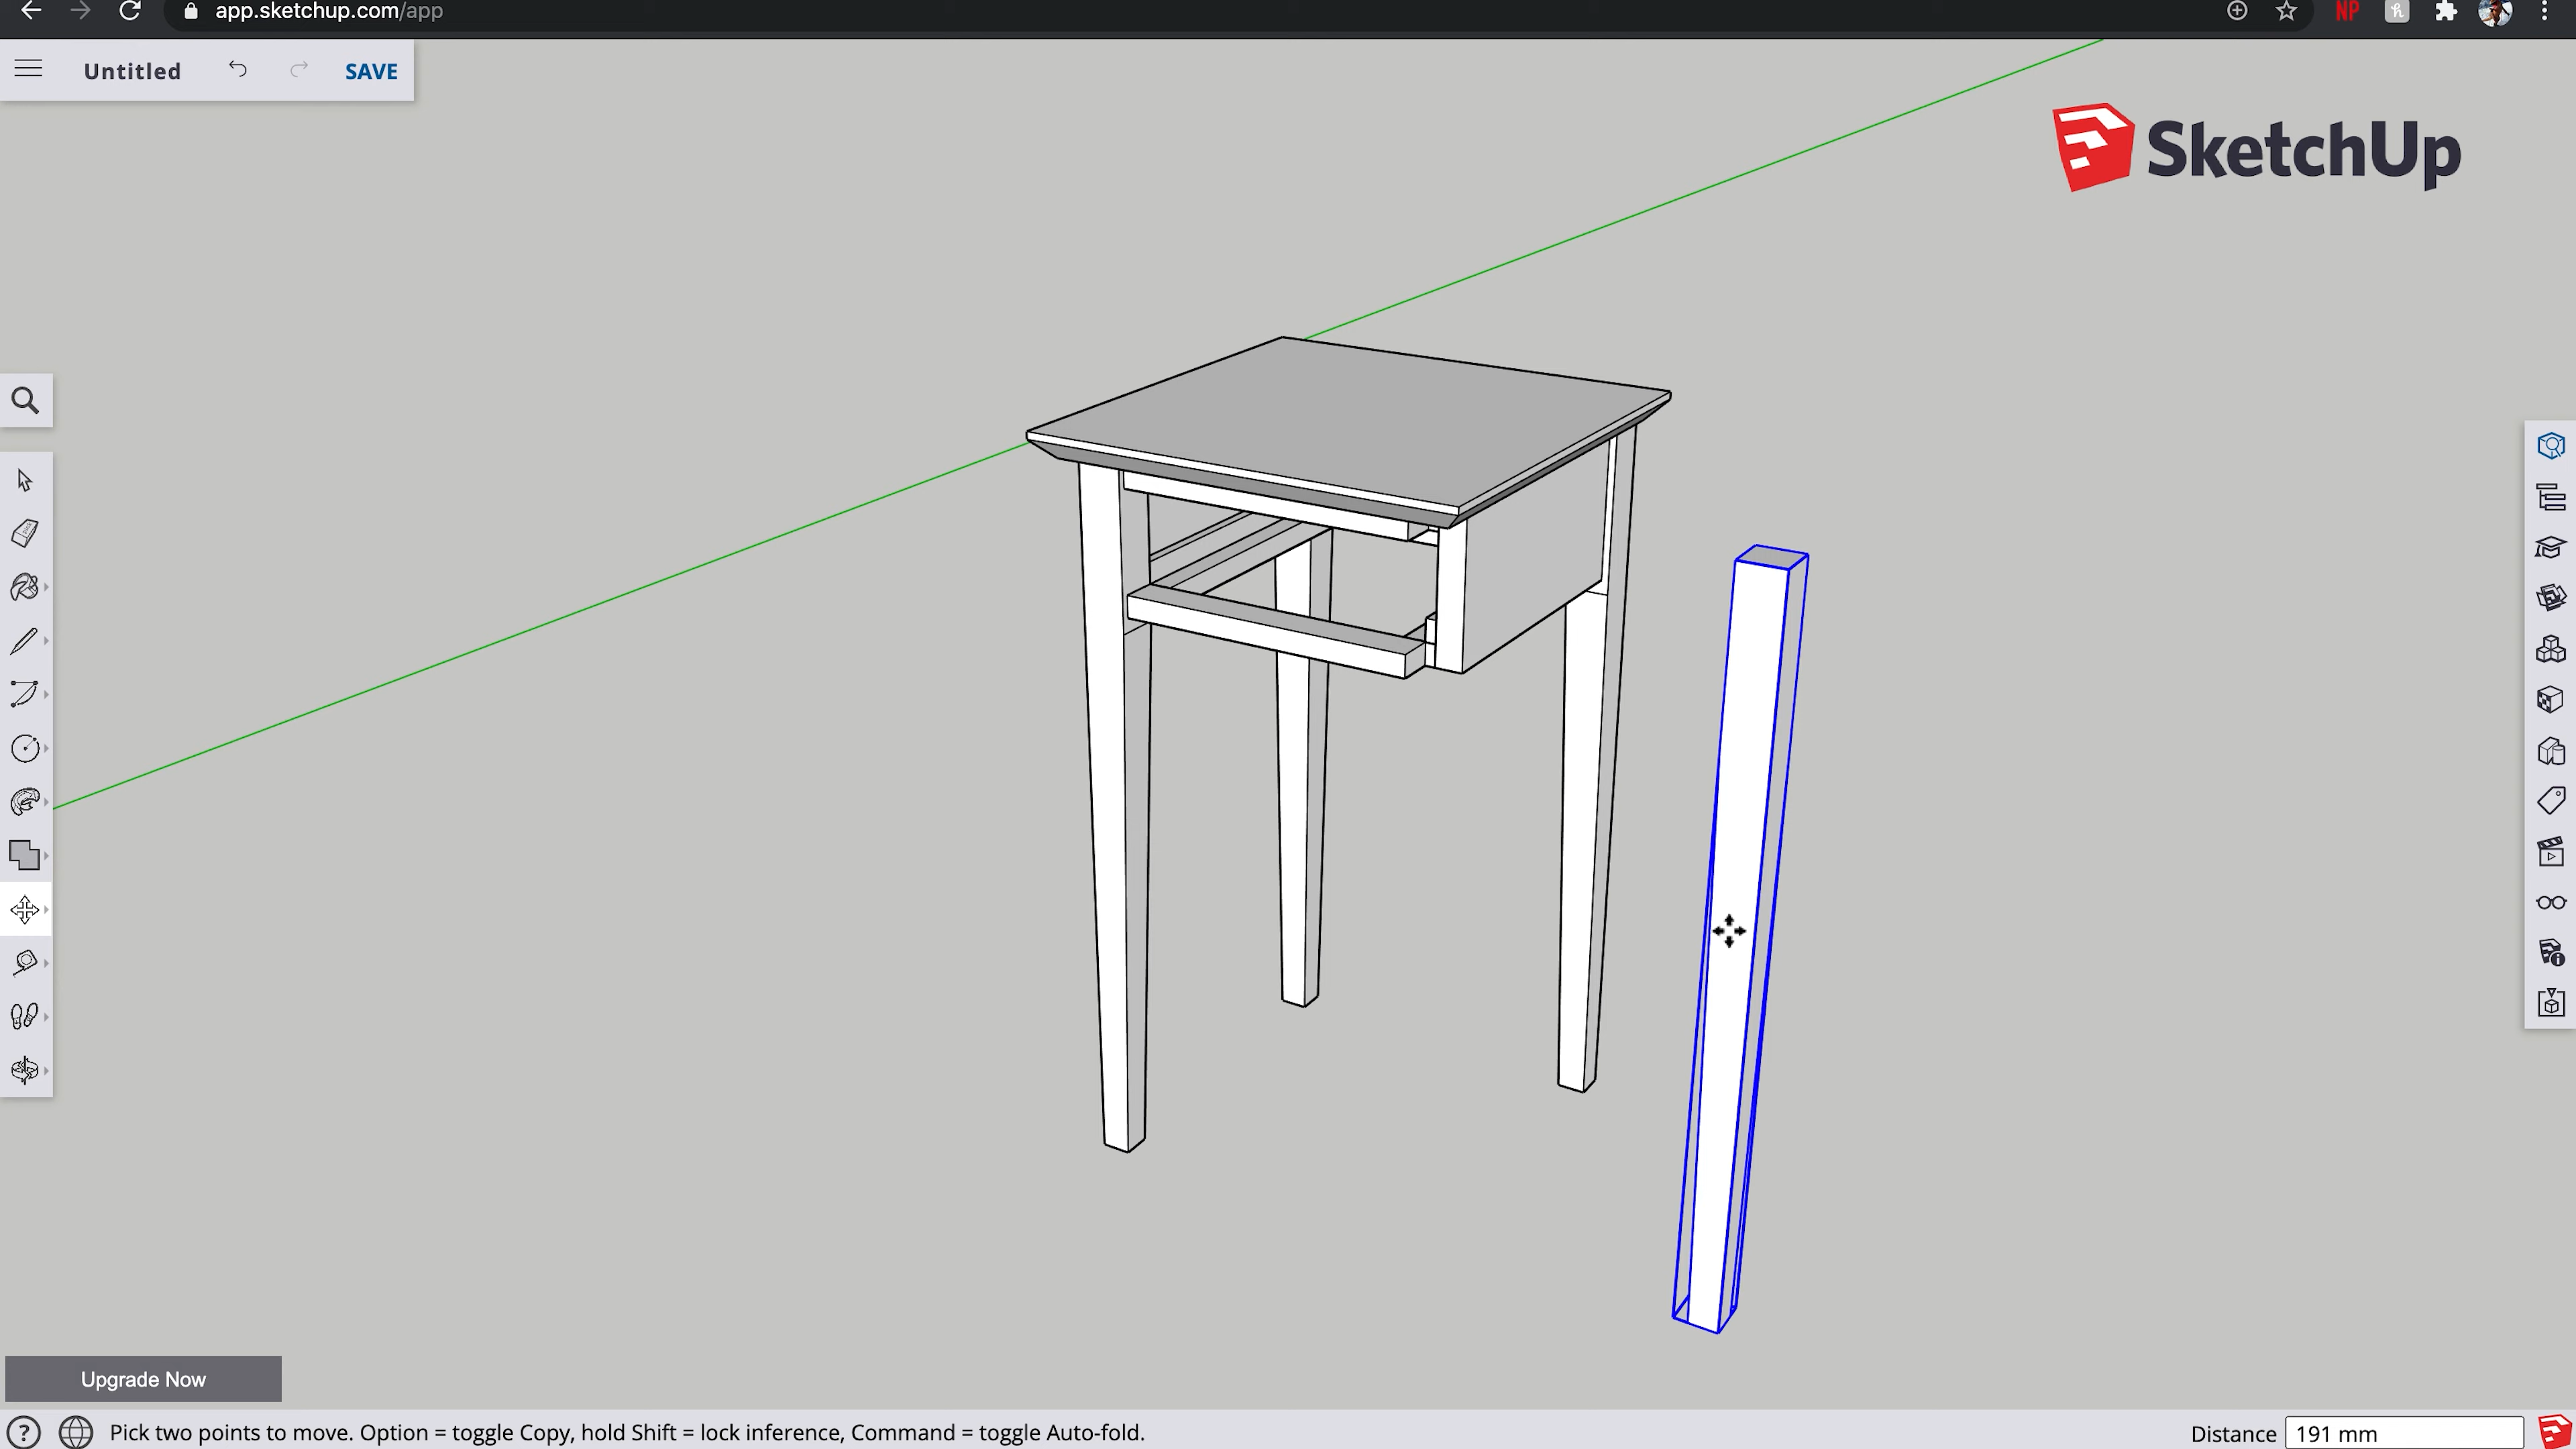 app.sketchup.com/app
NP
h
Untitled
SAVE
SketchUp
Upgrade Now
? Pick two points to move. Option = toggle Copy, hold Shift = lock inference, Command = toggle Auto-fold.
Distance 191 mm